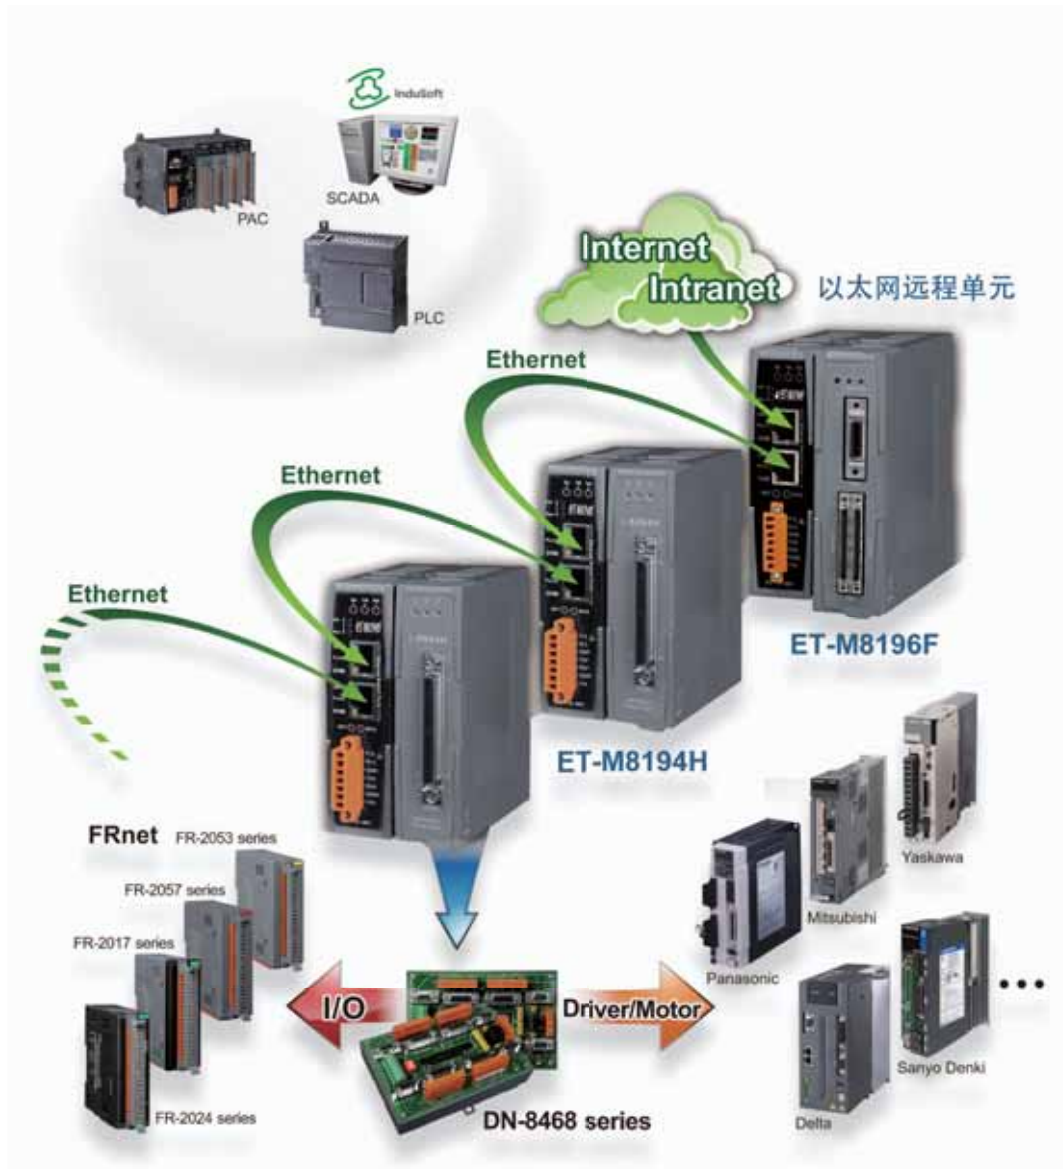 InduSoft
SCADA
PAC
PLC
Internet
Intranet
以太网远程单元
Ethernet
Ethernet
Ethernet
ET-M8196F
ET-M8194H
FRnet
FR-2053 series
FR-2057 series
FR-2017 series
FR-2024 series
I/O
Driver/Motor
DN-8468 series
Yaskawa
Mitsubishi
Panasonic
Sanyo Denki
Delta